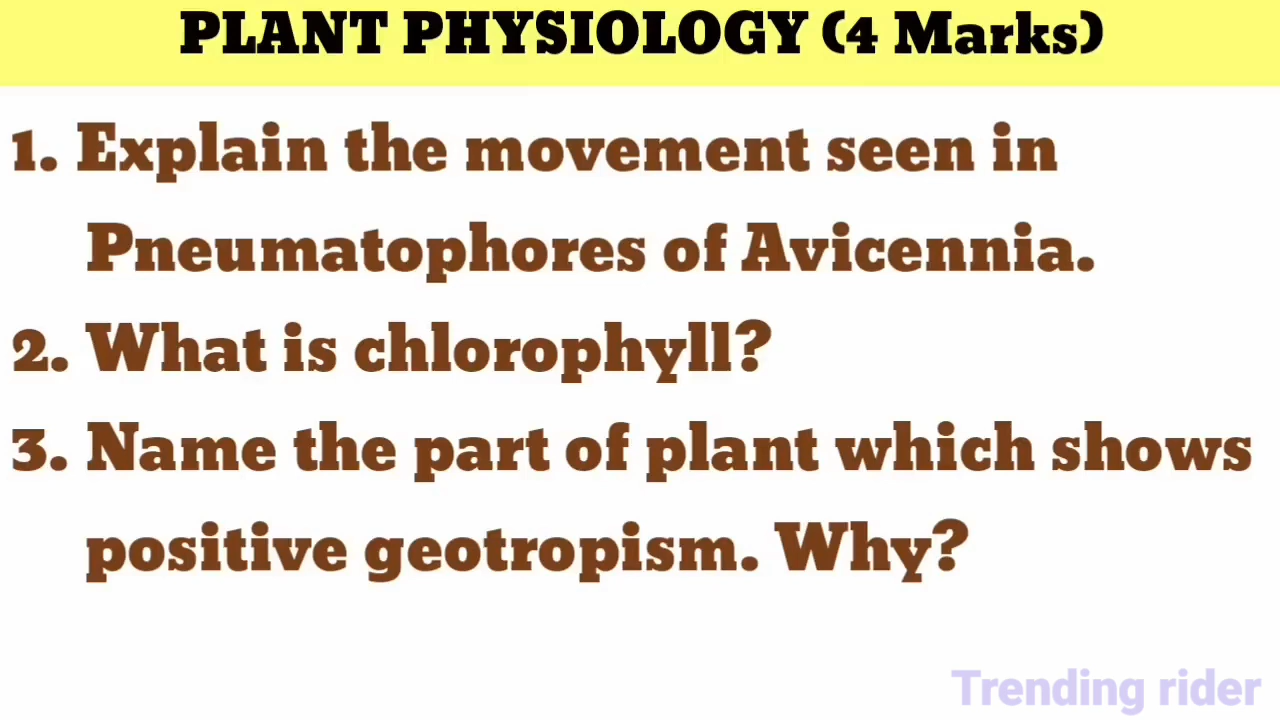 PLANT PHYSIOLOGY (4 Marks)
1. Explain the movement seen in
Pneumatophores of Avicennia.
2. What is chlorophyll?
3. Name the part of plant which shows
positive geotropism. Why?
Trending rider